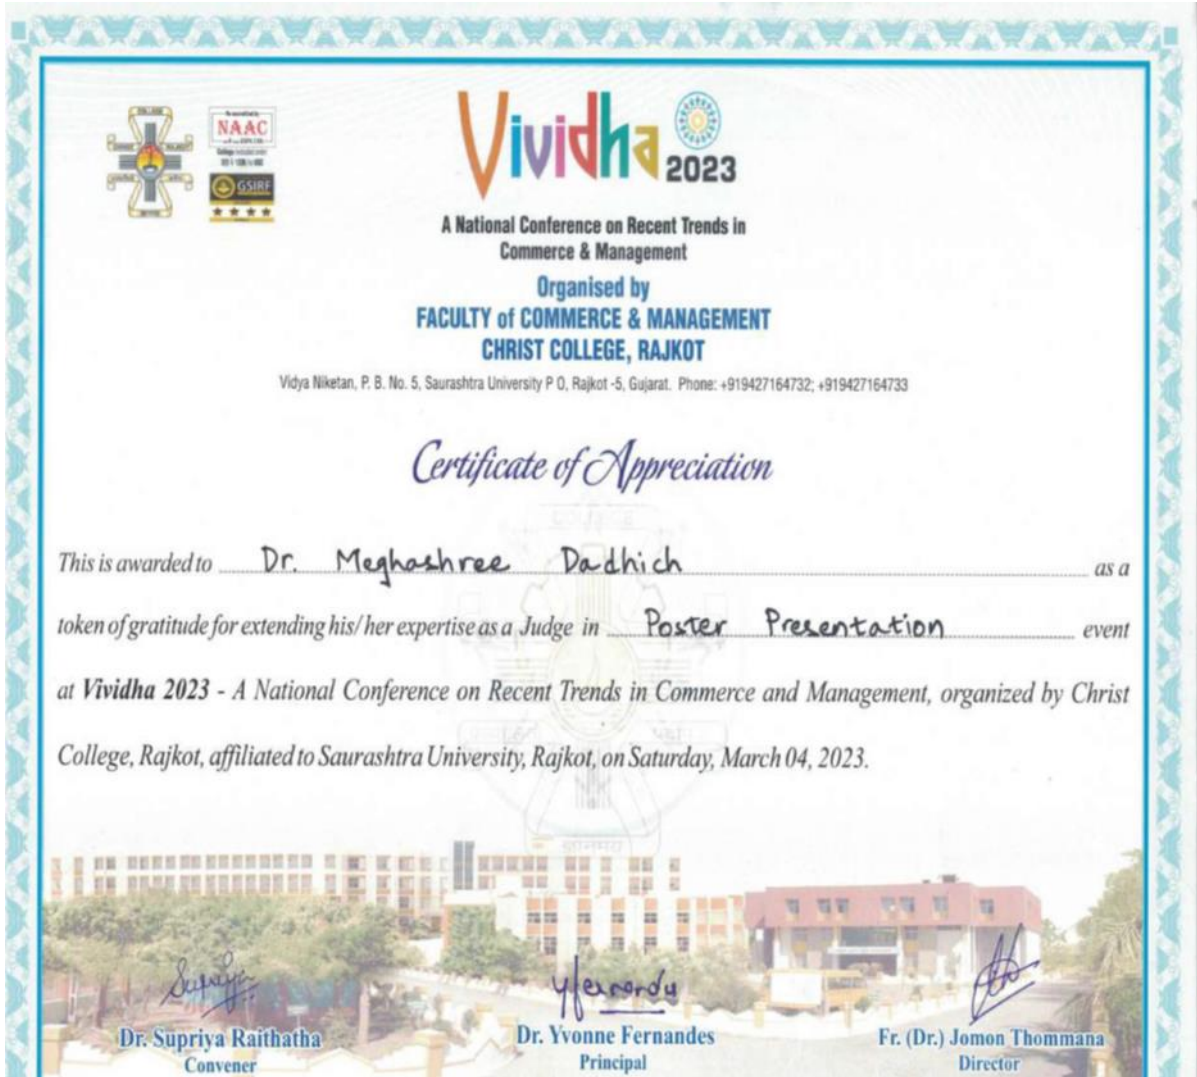 Re-accredited by
NAAC
GSIRF
Vividha 2023
A National Conference on Recent Trends in
Commerce & Management
Organised by
FACULTY of COMMERCE & MANAGEMENT
CHRIST COLLEGE, RAJKOT
Vidya Niketan, P. B. No. 5, Saurashtra University P O, Rajkot -5, Gujarat. Phone: +919427164732; +919427164733
Certificate of Appreciation
This is awarded to Dr. Meghashree Dadhich as a
token of gratitude for extending his/ her expertise as a Judge in Poster Presentation event
at Vividha 2023 - A National Conference on Recent Trends in Commerce and Management, organized by Christ
College, Rajkot, affiliated to Saurashtra University, Rajkot, on Saturday, March 04, 2023.
Supriya
yfernandes
Dr. Supriya Raithatha
Convener
Dr. Yvonne Fernandes
Principal
Fr. (Dr.) Jomon Thommana
Director